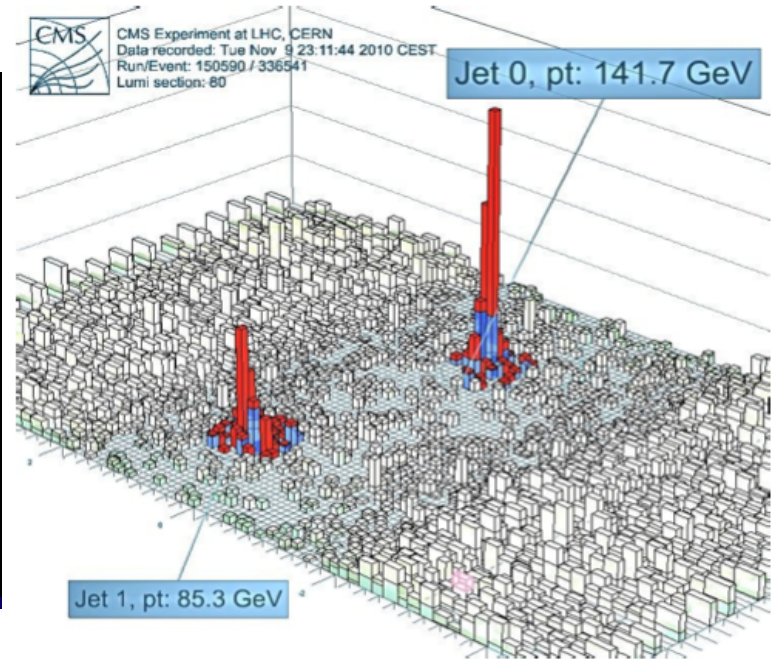 CMS
CMS Experiment at LHC, CERN
Data recorded: Tue Nov 9 23:11:44 2010 CEST
Run/Event: 150590 / 336541
Lumi section: 80
Jet 0, pt: 141.7 GeV
Jet 1, pt: 85.3 GeV